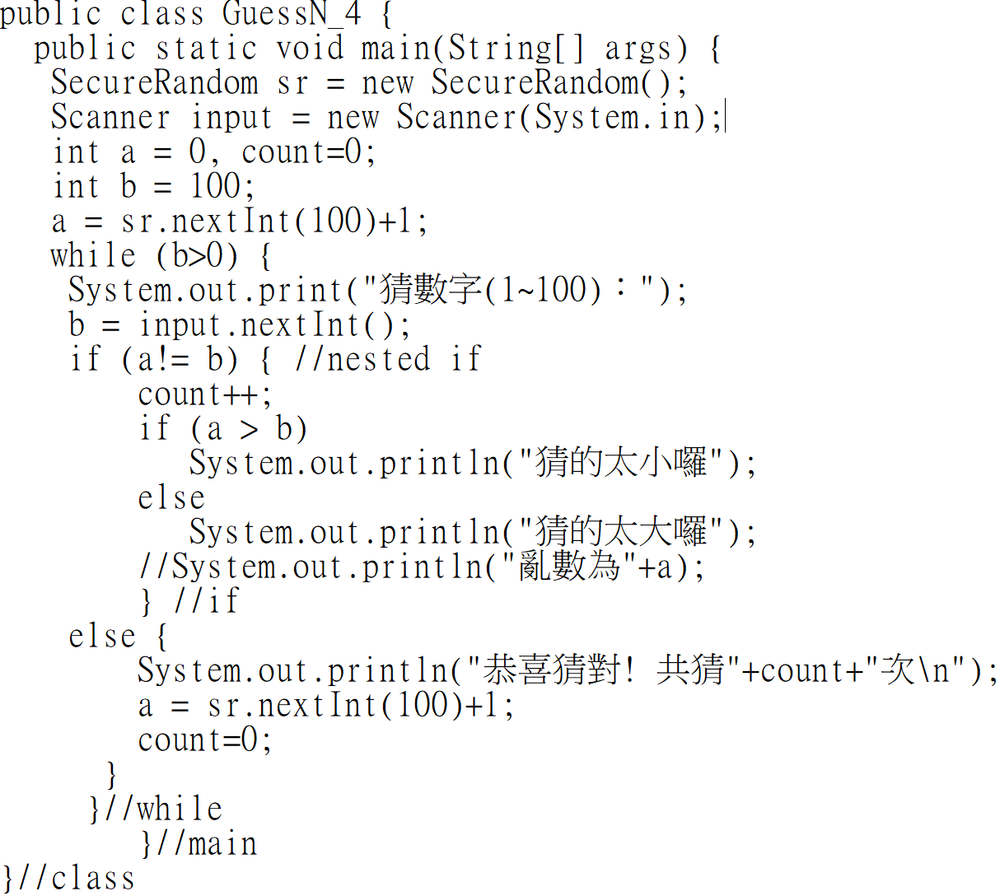 public class GuessN_4 {
  public static void main(String[] args) {
   SecureRandom sr = new SecureRandom();
   Scanner input = new Scanner(System.in);
   int a = 0, count=0;
   int b = 100;
   a = sr.nextInt(100)+1;
   while (b>0) {
    System.out.print("猜數字(1~100)：");
    b = input.nextInt();
    if (a!= b) { //nested if
        count++;
        if (a > b)
           System.out.println("猜的太小囉");
        else
           System.out.println("猜的太大囉");
        //System.out.println("亂數為"+a);
        } //if
    else {
        System.out.println("恭喜猜對! 共猜"+count+"次\n");
        a = sr.nextInt(100)+1;
        count=0;
      }
     }//while
        }//main
}//class